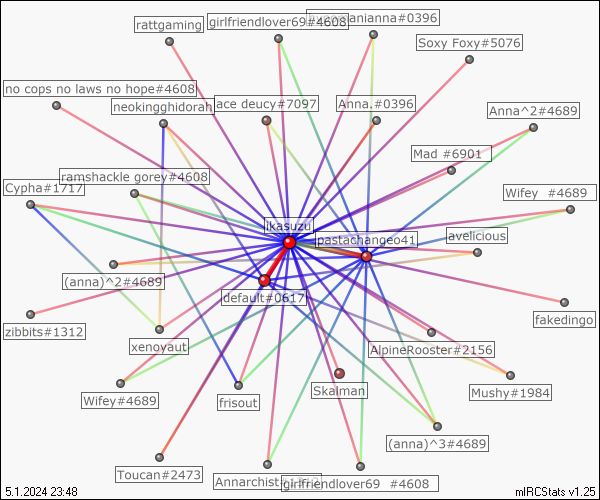 rattgaming
girlfriendlover69#4608
anna#0396
Soxy Foxy#5076
no cops no laws no hope#4608
neokingghidorah
ace deucy#7097
Anna.#0396
Anna^2#4689
Mad #6901
ramshackle gorey#4608
Cypha#1717
Wifey #4689
ikasuzu
pastachangeo41
avelicious
(anna)^2#4689
default#0617
fakedingo
zibbits#1312
xenoyaut
AlpineRooster#2156
Skalman
Mushy#1984
Wifey#4689
frisout
(anna)^3#4689
Toucan#2473
Annarchist
girlfriendlover69 #4608
5.1.2024 23:48
mIRCStats v1.25